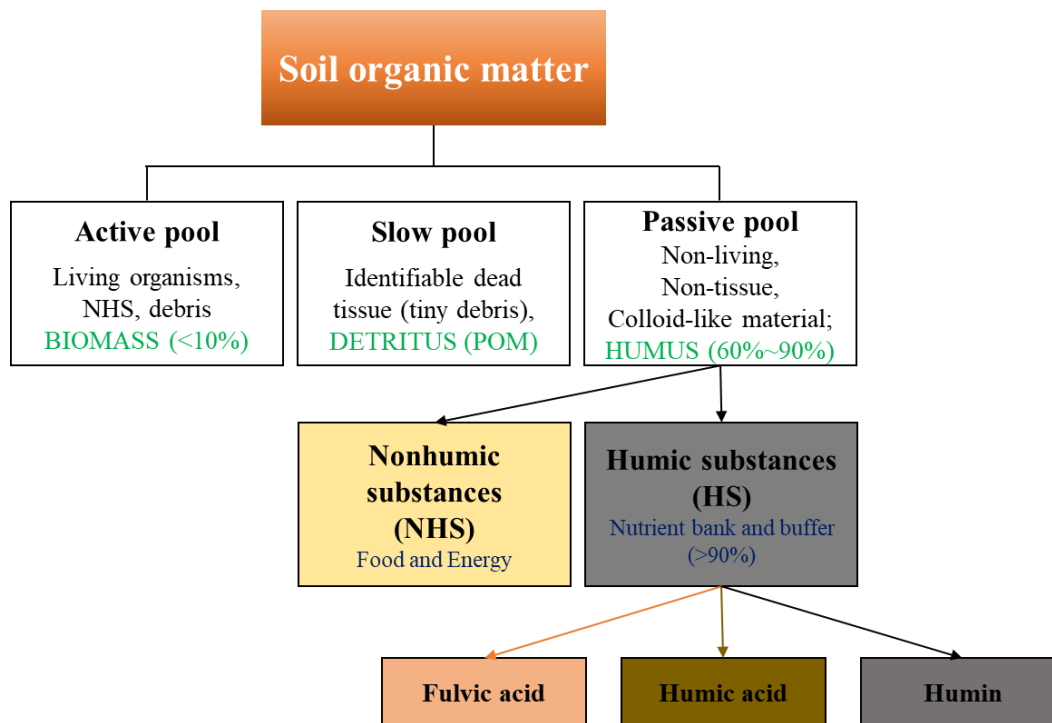 Soil organic matter
Active pool
Living organisms,
NHS, debris
BIOMASS (<10%)
Slow pool
Identifiable dead
tissue (tiny debris),
DETRITUS (POM)
Passive pool
Non-living,
Non-tissue,
Colloid-like material;
HUMUS (60%~90%)
Nonhumic
substances
(NHS)
Food and Energy
Humic substances
(HS)
Nutrient bank and buffer
(>90%)
Fulvic acid
Humic acid
Humin